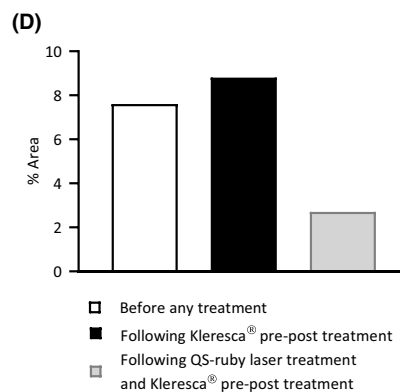 (D)
10
8
6
4
2
0
% Area
Before any treatment
Following Kleresca® pre-post treatment
Following QS-ruby laser treatment
and Kleresca® pre-post treatment